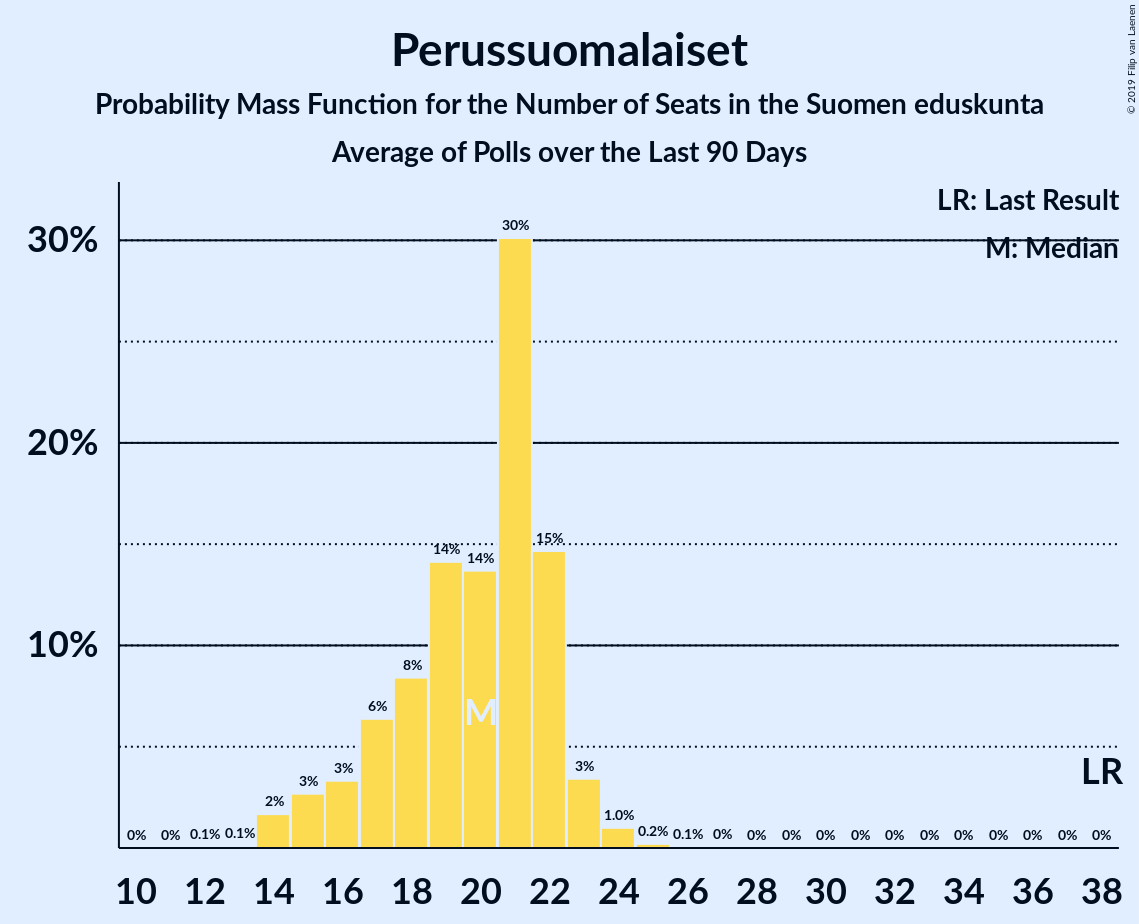 Perussuomalaiset
Probability Mass Function for the Number of Seats in the Suomen eduskunta
Average of Polls over the Last 90 Days
© 2019 Filip van Laenen
LR: Last Result
M: Median
30%
20%
10%
0% 0% 0.1% 0.1% 2% 3% 3% 6% 8% 14% 14% 30% 15% 3% 1.0% 0.2% 0.1% 0% 0% 0% 0% 0% 0% 0% 0% 0% 0% 0% 0%
M
LR
10 12 14 16 18 20 22 24 26 28 30 32 34 36 38